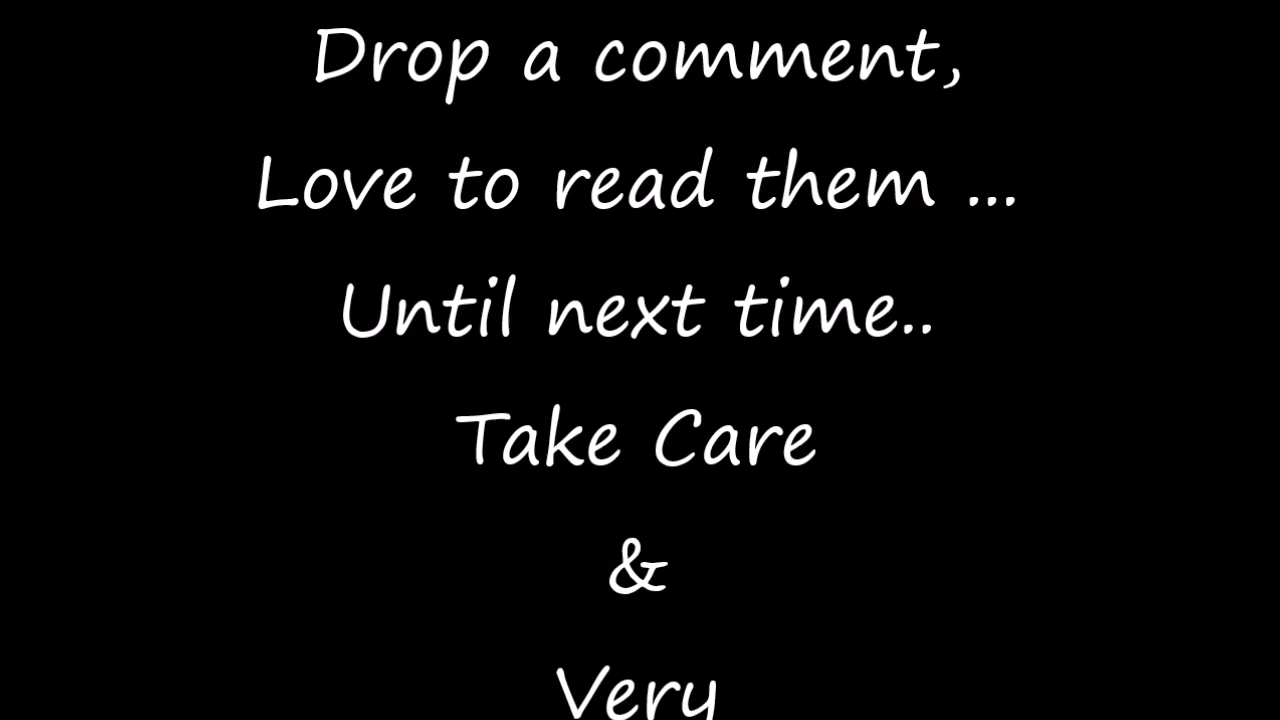 Drop a comment,
Love to read them ...
Until next time..
Take Care
&
Very